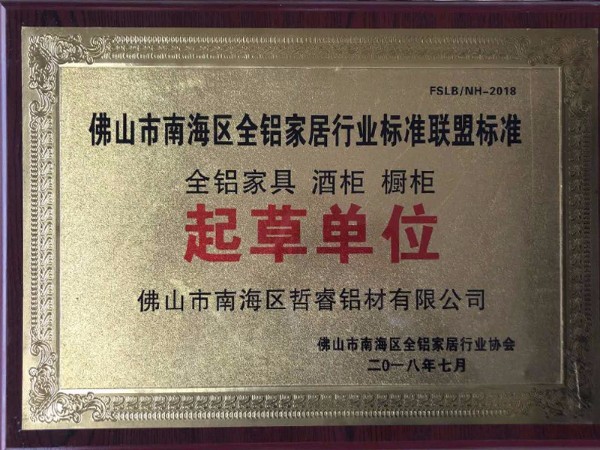 FSLB/NH-2018
佛山市南海区全铝家居行业标准联盟标准
全铝家具 酒柜 橱柜
起草单位
佛山市南海区哲睿铝材有限公司
佛山市南海区全铝家居行业协会
二0一八年七月